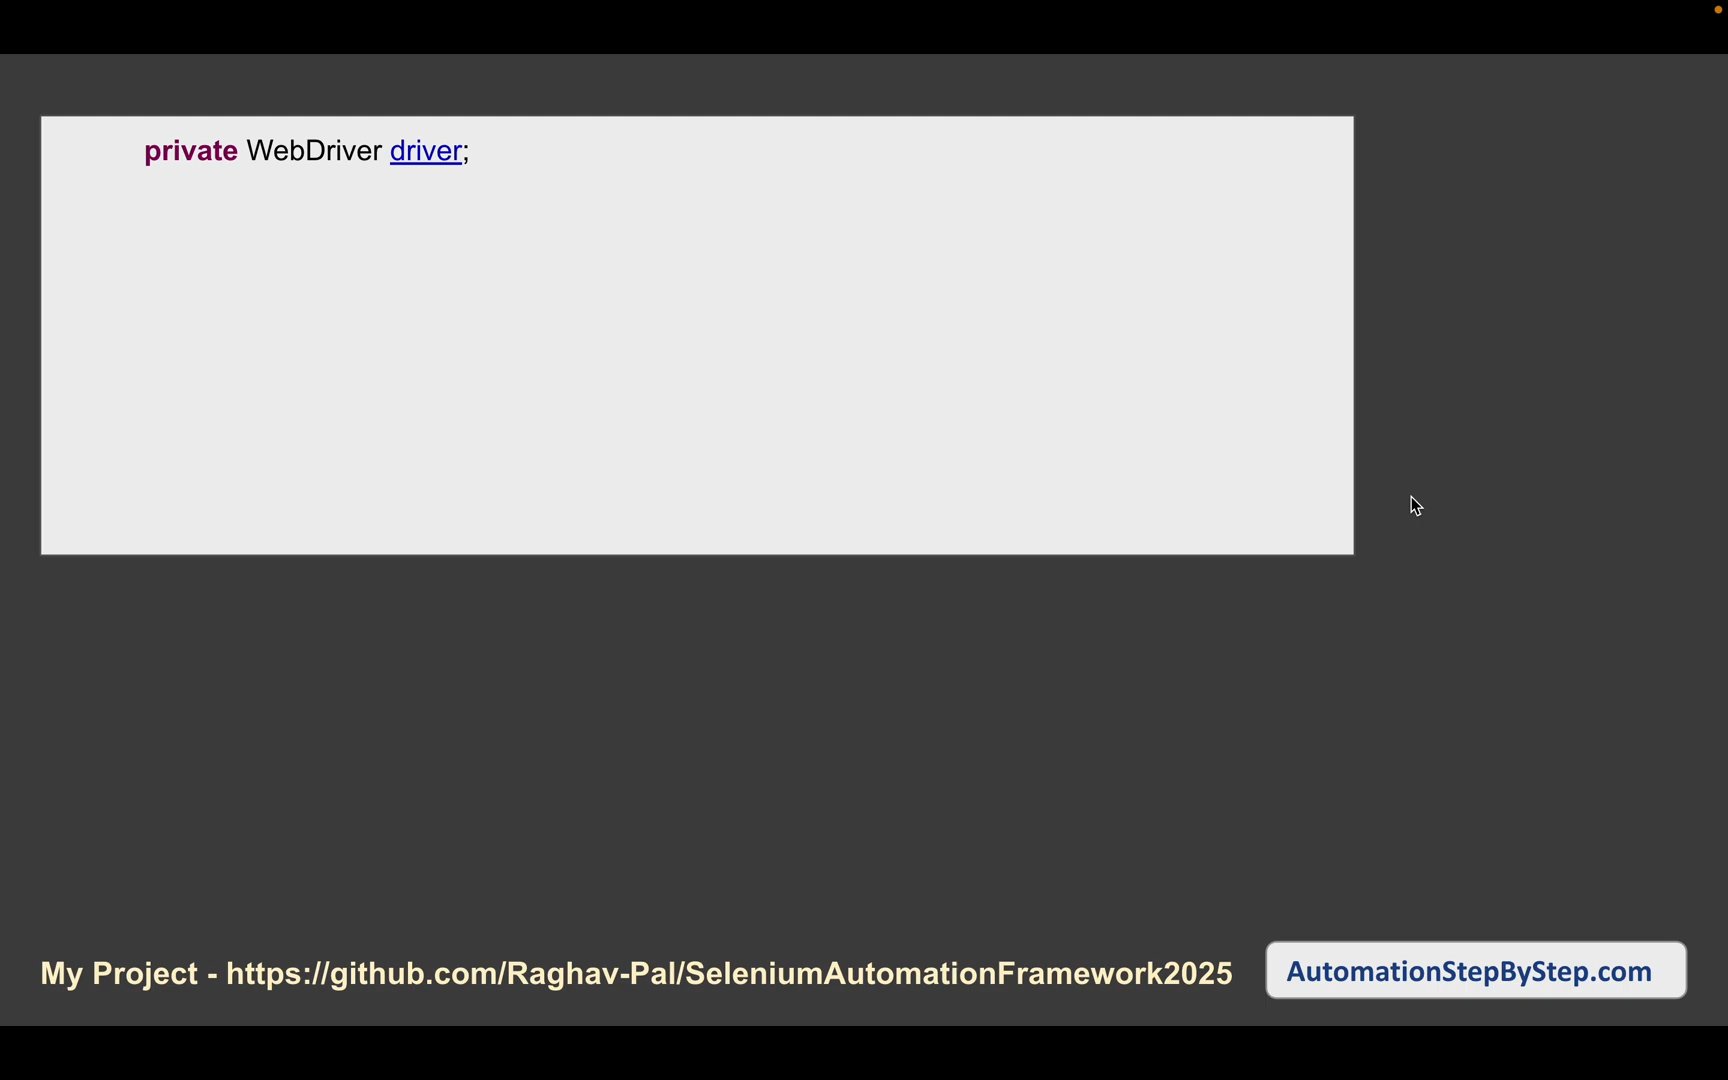 private WebDriver driver;
My Project - https://github.com/Raghav-Pal/SeleniumAutomationFramework2025
AutomationStepByStep.com